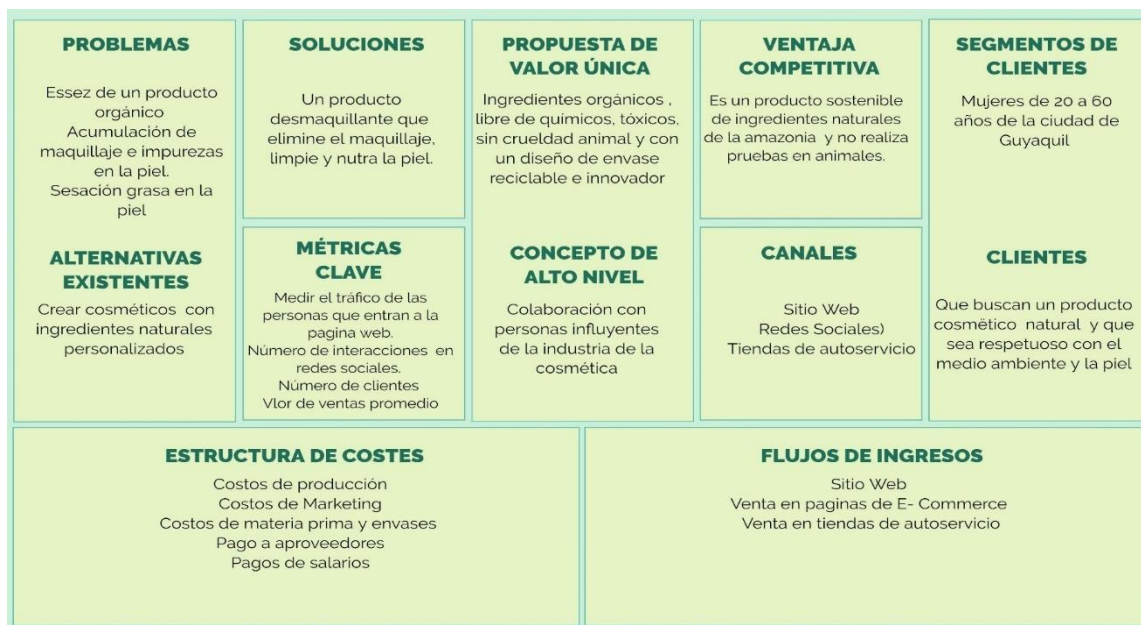 PROBLEMAS
Essez de un producto
orgánico
Acumulación de
maquillaje e impurezas
en la piel.
Sesación grasa en la
piel
ALTERNATIVAS
EXISTENTES
Crear cosméticos con
ingredientes naturales
personalizados
SOLUCIONES
Un producto
desmaquillante que
elimine el maquillaje,
limpie y nutra la piel.
MÉTRICAS
CLAVE
Medir el tráfico de las
personas que entran a la
pagina web.
Número de interacciones en
redes sociales.
Número de clientes
Vlor de ventas promedio
PROPUESTA DE
VALOR ÚNICA
Ingredientes orgánicos ,
libre de químicos, tóxicos,
sin crueldad animal y con
un diseño de envase
reciclable e innovador
CONCEPTO DE
ALTO NIVEL
Colaboración con
personas influyentes
de la industria de la
cosmética
VENTAJA
COMPETITIVA
Es un producto sostenible
de ingredientes naturales
de la amazonia y no realiza
pruebas en animales.
CANALES
Sitio Web
Redes Sociales)
Tiendas de autoservicio
SEGMENTOS DE
CLIENTES
Mujeres de 20 a 60
años de la ciudad de
Guyaquil
CLIENTES
Que buscan un producto
cosmëtico natural y que
sea respetuoso con el
medio ambiente y la piel
ESTRUCTURA DE COSTES
Costos de producción
Costos de Marketing
Costos de materia prima y envases
Pago a aproveedores
Pagos de salarios
FLUJOS DE INGRESOS
Sitio Web
Venta en paginas de E- Commerce
Venta en tiendas de autoservicio